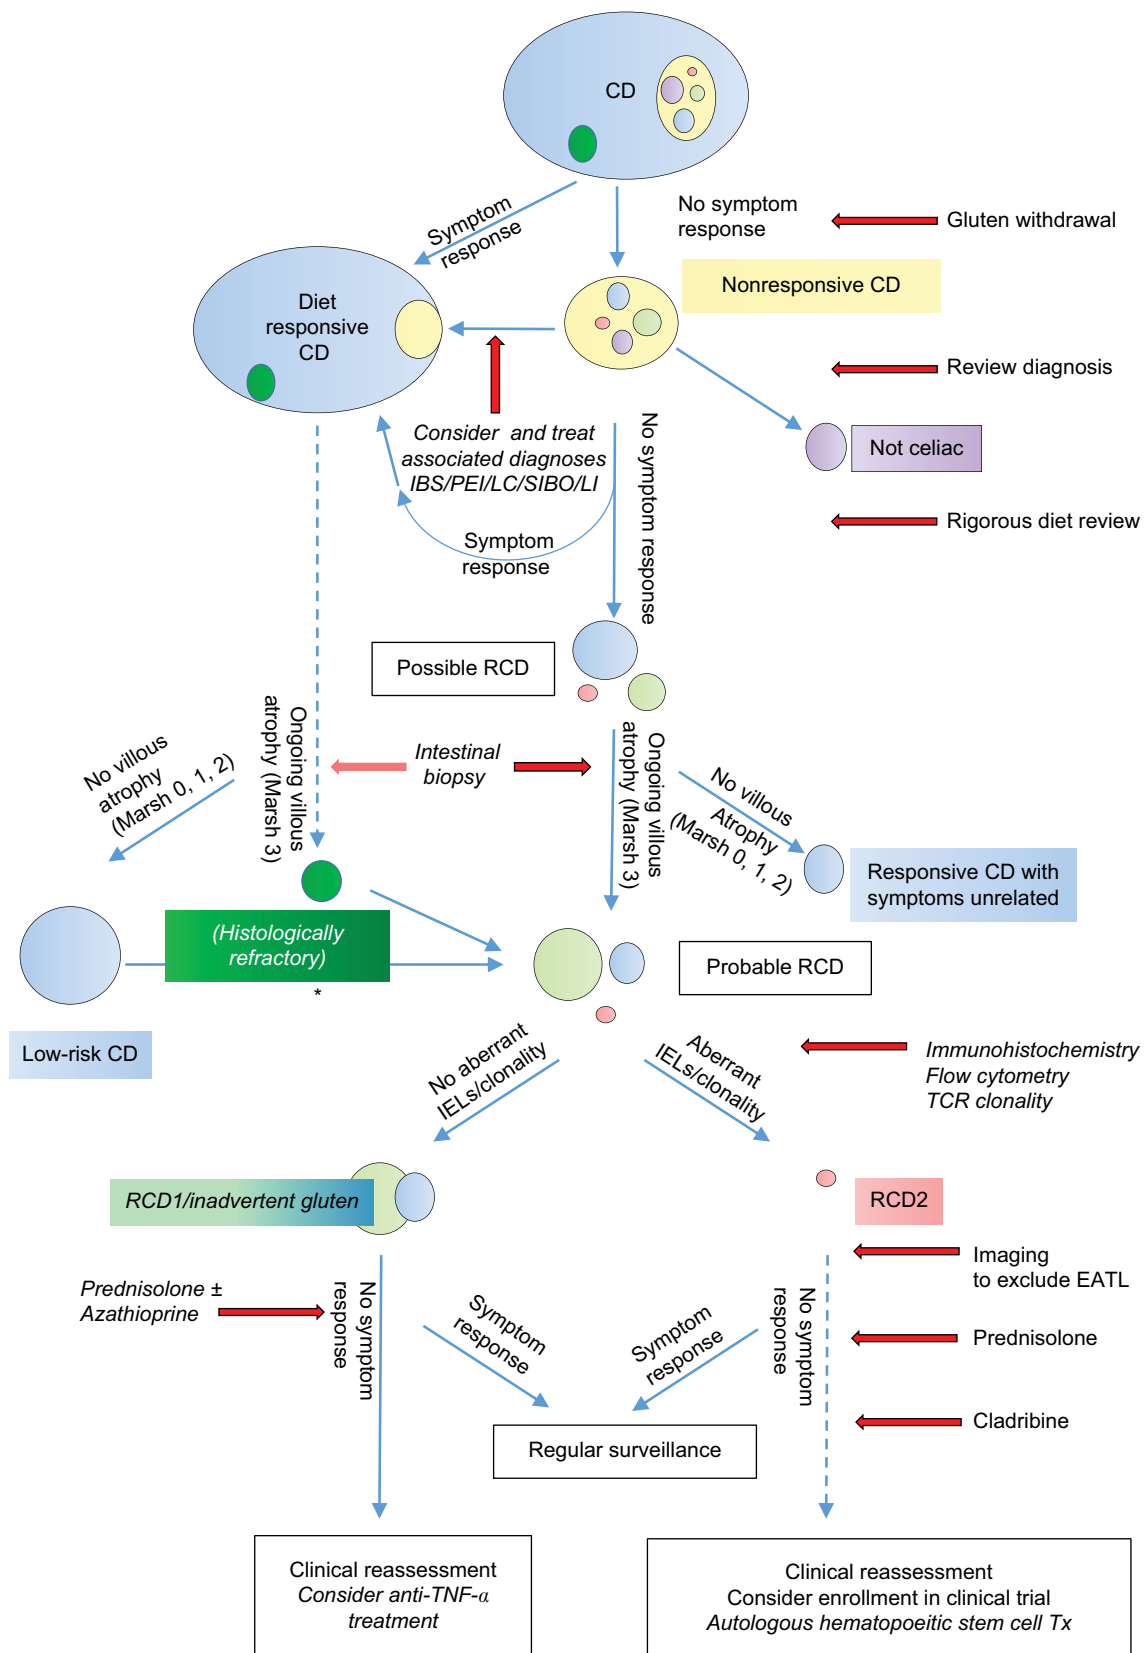 CD
No symptom
response
Gluten withdrawal
Symptom
response
Nonresponsive CD
Diet
responsive
CD
Review diagnosis
Not celiac
Consider and treat
associated diagnoses
IBS/PEI/LC/SIBO/LI
No symptom response
Rigorous diet review
Symptom
response
Possible RCD
No villous
atrophy
(Marsh 0, 1, 2)
Ongoing villous
atrophy (Marsh 3)
Intestinal
biopsy
Ongoing villous
atrophy (Marsh 3)
No villous
Atrophy
(Marsh 0, 1, 2)
Responsive CD with
symptoms unrelated
(Histologically
refractory)
*
Probable RCD
Low-risk CD
No aberrant
IELs/clonality
Aberrant
IELs/clonality
Immunohistochemistry
Flow cytometry
TCR clonality
RCD1/inadvertent gluten
RCD2
Imaging
to exclude EATL
Prednisolone ±
Azathioprine
No symptom
response
Symptom
response
Symptom
response
No symptom
response
Prednisolone
Cladribine
Regular surveillance
Clinical reassessment
Consider anti-TNF-α
treatment
Clinical reassessment
Consider enrollment in clinical trial
Autologous hematopoeitic stem cell Tx